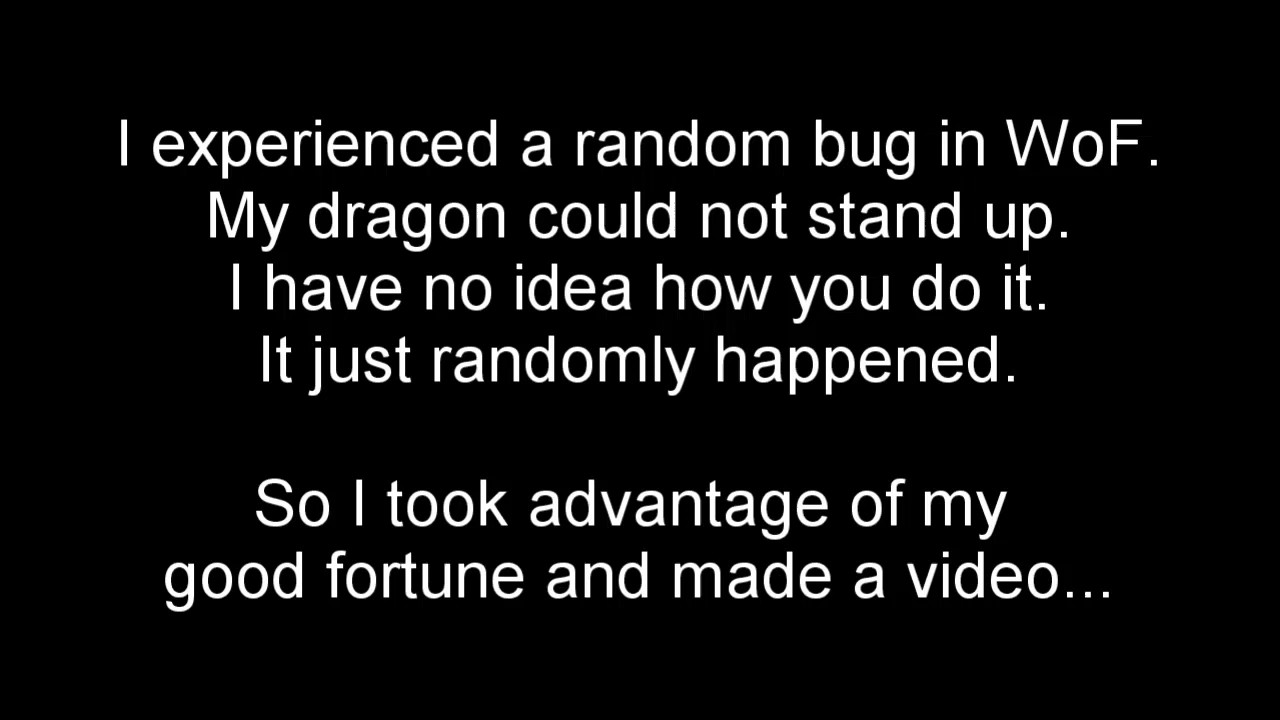 I experienced a random bug in WoF.
My dragon could not stand up.
I have no idea how you do it.
It just randomly happened.
So I took advantage of my
good fortune and made a video...